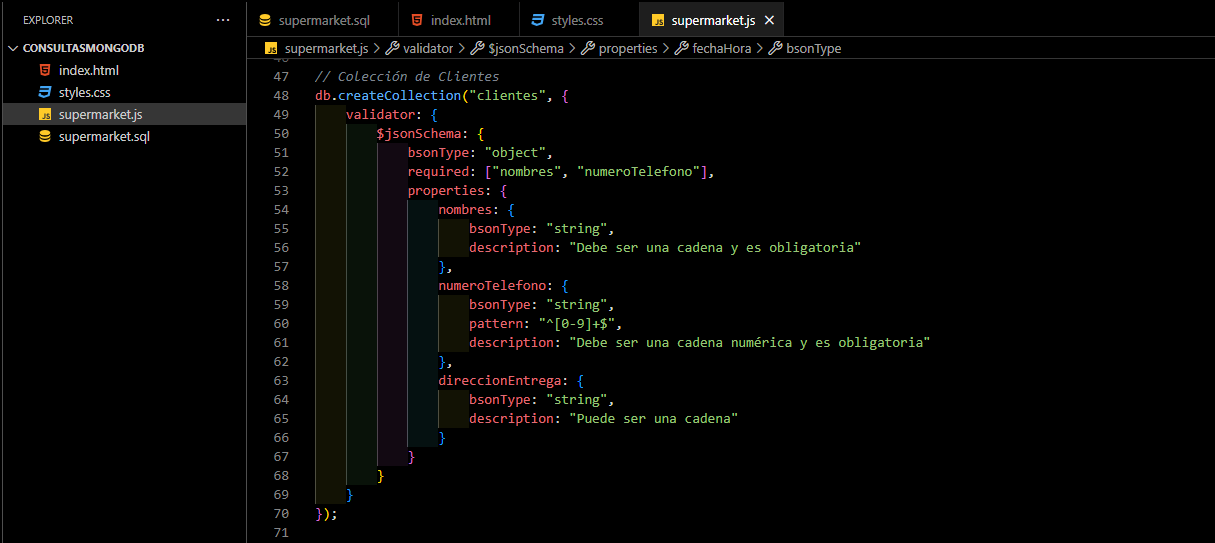 EXPLORER
...
CONSULTASMONGODB
index.html
styles.css
supermarket.js
supermarket.sql
supermarket.sql index.html styles.css supermarket.js
supermarket.js > validator > $jsonSchema > properties > fechaHora > bsonType
47 // Colección de Clientes
48 db.createCollection("clientes", {
49 validator: {
50 $jsonSchema: {
51 bsonType: "object",
52 required: ["nombres", "numeroTelefono"],
53 properties: {
54 nombres: {
55 bsonType: "string",
56 description: "Debe ser una cadena y es obligatoria"
57 },
58 numeroTelefono: {
59 bsonType: "string",
60 pattern: "^[0-9]+$",
61 description: "Debe ser una cadena numérica y es obligatoria"
62 },
63 direccionEntrega: {
64 bsonType: "string",
65 description: "Puede ser una cadena"
66 }
67 }
68 }
69 }
70 });
71